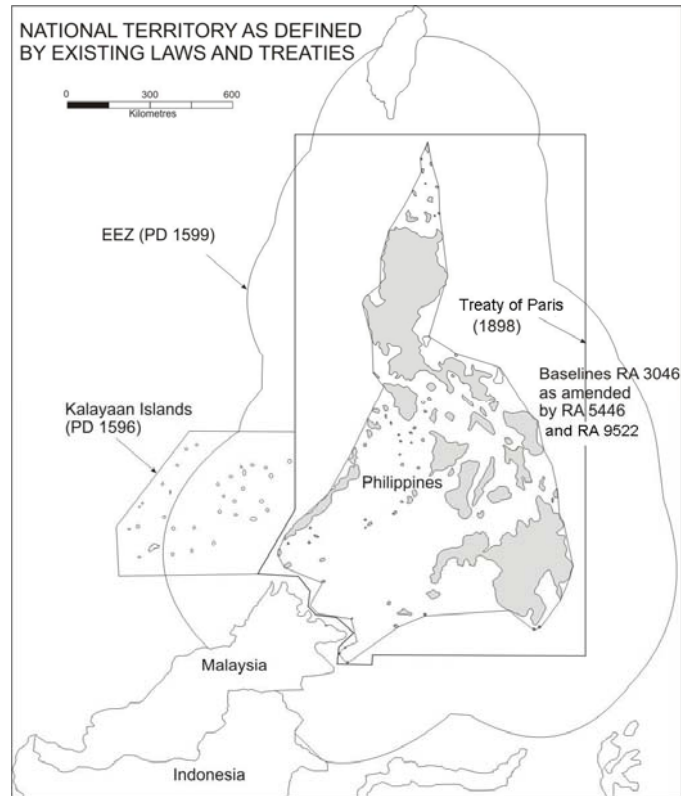 NATIONAL TERRITORY AS DEFINED
BY EXISTING LAWS AND TREATIES
0 300 600
Kilometres
EEZ (PD 1599)
Treaty of Paris
(1898)
Baselines RA 3046
as amended
by RA 5446
and RA 9522
Kalayaan Islands
(PD 1596)
Philippines
Malaysia
Indonesia